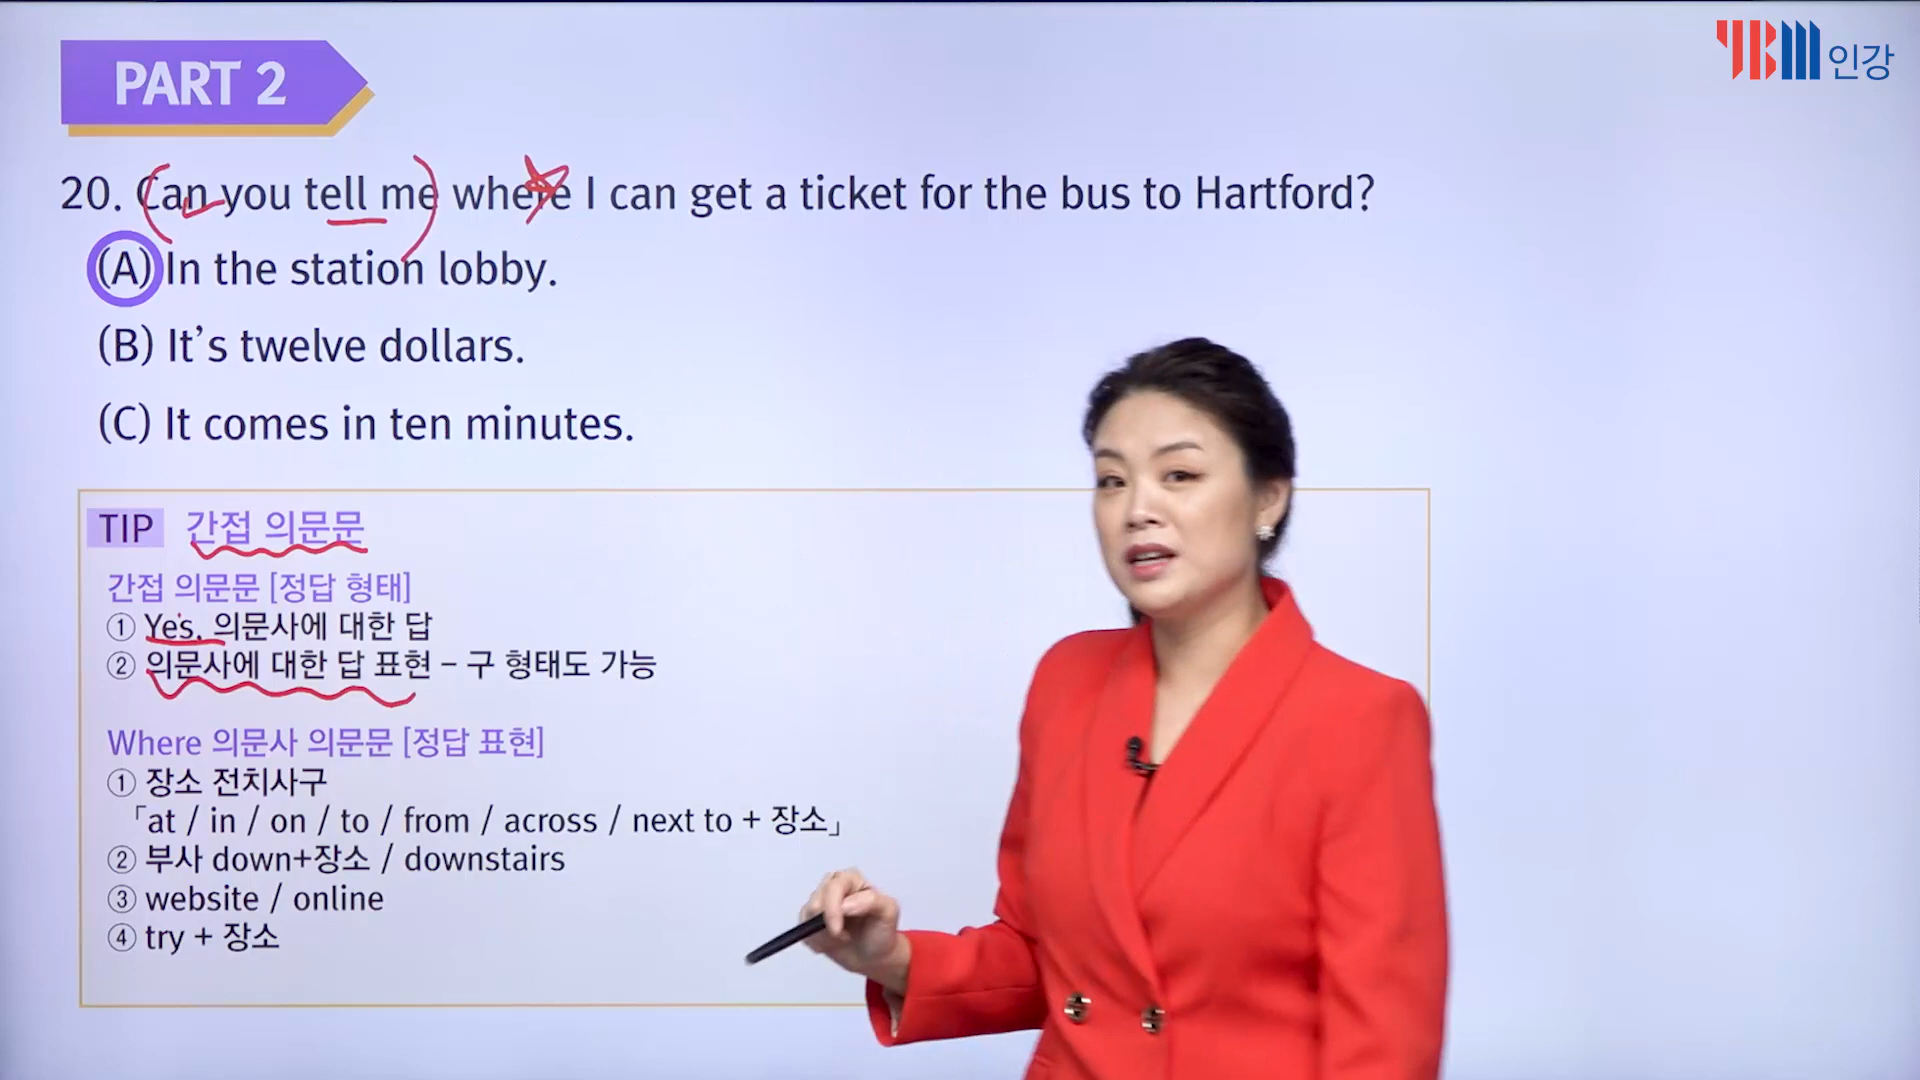 YBM 인강
PART 2
20. Can you tell me where I can get a ticket for the bus to Hartford?
(A) In the station lobby.
(B) It's twelve dollars.
(C) It comes in ten minutes.
TIP 간접 의문문
간접 의문문 [정답 형태]
① Yes, 의문사에 대한 답
② 의문사에 대한 답 표현 – 구 형태도 가능
Where 의문사 의문문 [정답 표현]
① 장소 전치사구
「at / in / on / to / from / across / next to + 장소」
② 부사 down+장소 / downstairs
③ website / online
④ try + 장소